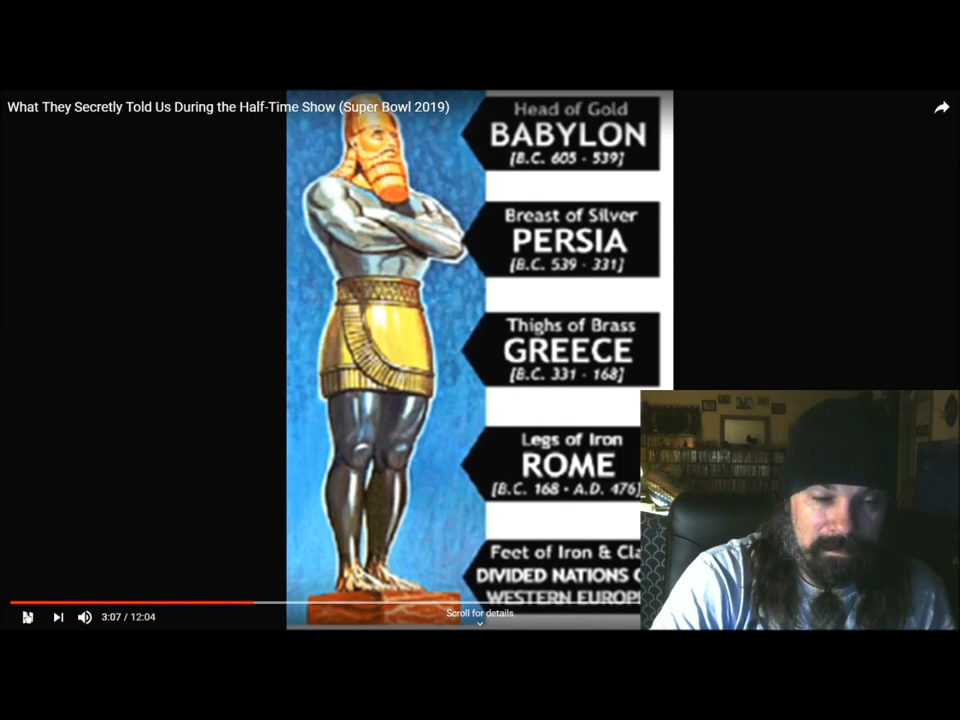 What They Secretly Told Us During the Half-Time Show (Super Bowl 2019)
Head of Gold
BABYLON
[B.C. 605 - 539]
Breast of Silver
PERSIA
[B.C. 539 - 331]
Thighs of Brass
GREECE
[B.C. 331 - 168]
Legs of Iron
ROME
[B.C. 168 - A.D. 476]
Feet of Iron & Cla
DIVIDED NATIONS
WESTERN EUROP
Scroll for details
3:07 / 12:04